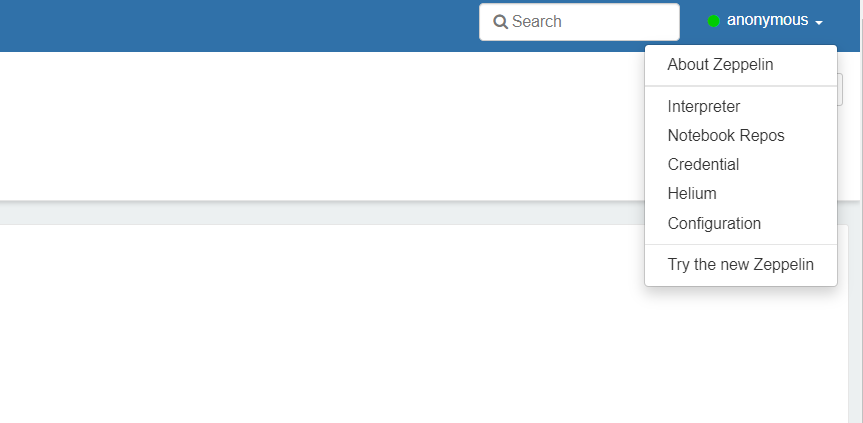 Search
anonymous
About Zeppelin
Interpreter
Notebook Repos
Credential
Helium
Configuration
Try the new Zeppelin